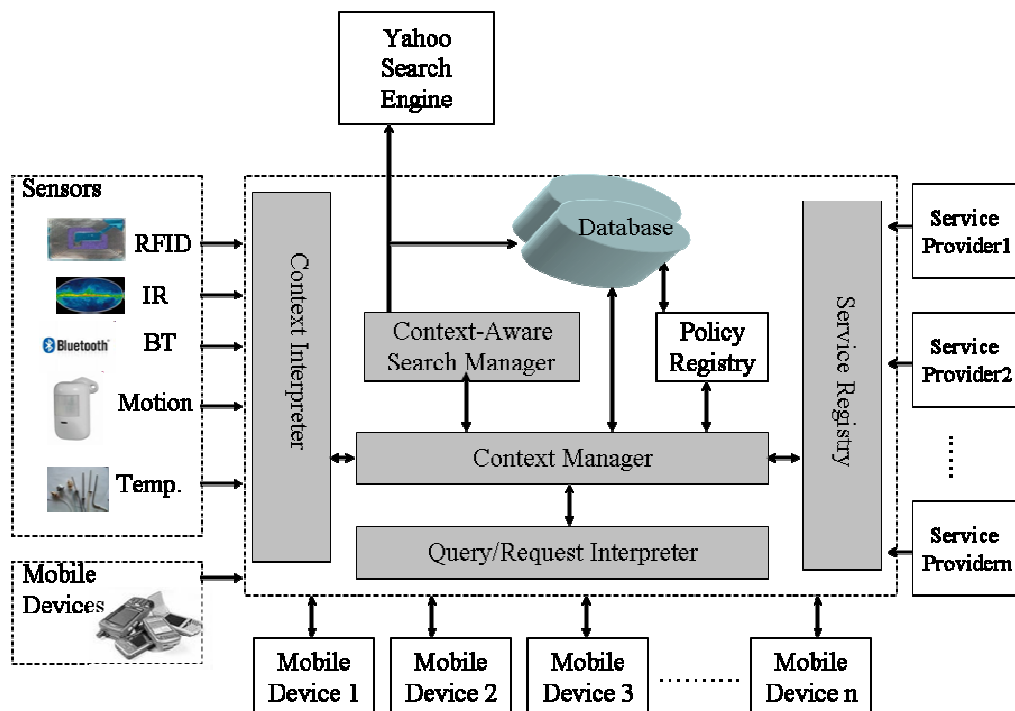 Yahoo
Search
Engine
Sensors
RFID
IR
Bluetooth
BT
Motion
Temp.
Mobile
Devices
Context Interpreter
Database
Context-Aware
Search Manager
Policy
Registry
Context Manager
Query/Request Interpreter
Service Registry
Service
Provider1
Service
Provider2
Service
Providern
Mobile
Device 1
Mobile
Device 2
Mobile
Device 3
Mobile
Device n